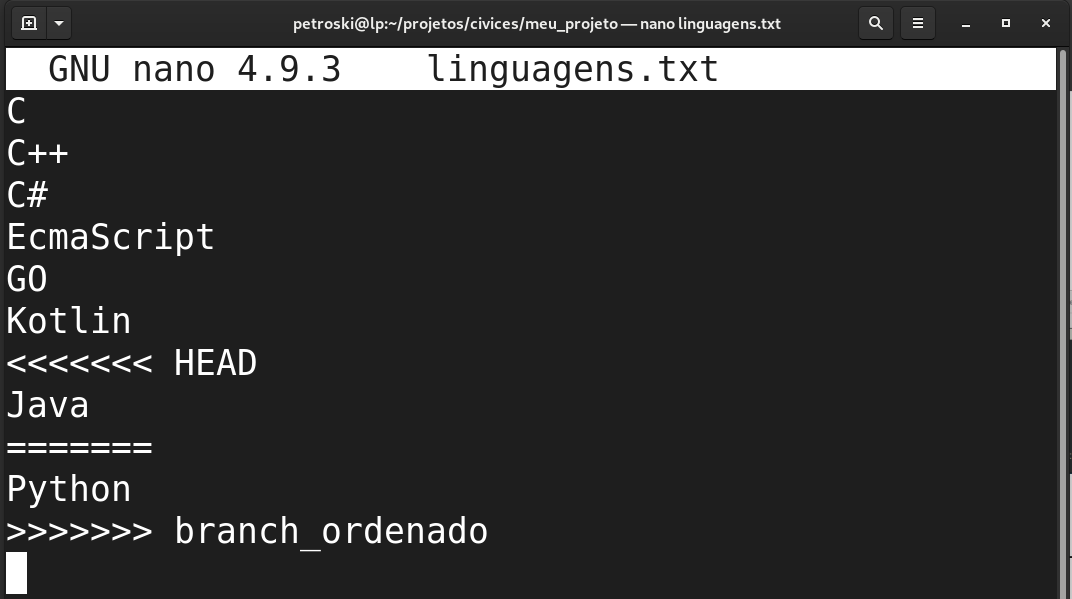 petroski@lp:~/projetos/civices/meu_projeto — nano linguagens.txt
GNU nano 4.9.3    linguagens.txt
C
C++
C#
EcmaScript
GO
Kotlin
<<<<<<< HEAD
Java
=======
Python
>>>>>>> branch_ordenado